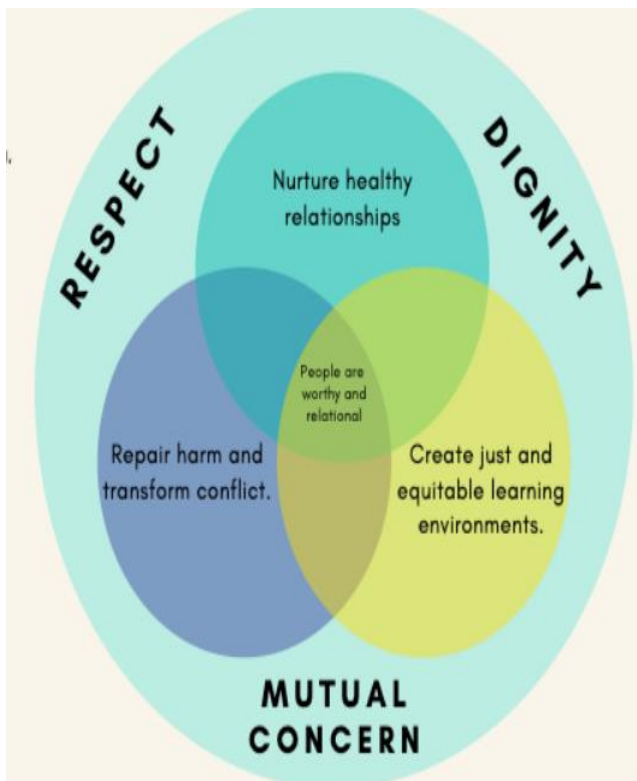 RESPECT
DIGNITY
Nurture healthy
relationships
People are
worthy and
relational
Repair harm and
transform conflict.
Create just and
equitable learning
environments.
MUTUAL
CONCERN